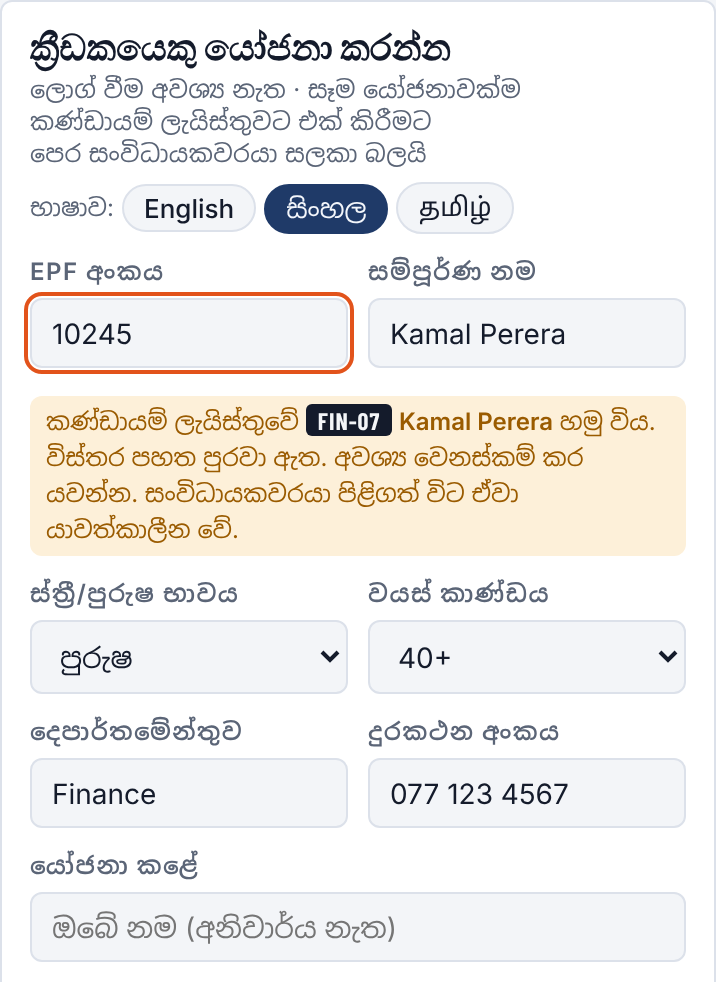 ක්‍රීඩකයෙකු යෝජනා කරන්න
ලොග් වීම අවශ්‍ය නැත · සෑම යෝජනාවක්ම
කණ්ඩායම් ලැයිස්තුවට එක් කිරීමට
පෙර සංවිධායකවරයා සලකා බලයි
භාෂාව: English සිංහල தமிழ்
EPF අංකය සම්පූර්ණ නම
10245 Kamal Perera
කණ්ඩායම් ලැයිස්තුවේ FIN-07 Kamal Perera හමු විය.
විස්තර පහත පුරවා ඇත. අවශ්‍ය වෙනස්කම් කර
යවන්න. සංවිධායකවරයා පිළිගත් විට ඒවා
යාවත්කාලීන වේ.
ස්ත්‍රී/පුරුෂ භාවය වයස් කාණ්ඩය
පුරුෂ 40+
දෙපාර්තමේන්තුව දුරකථන අංකය
Finance 077 123 4567
යෝජනා කළේ
ඔබේ නම (අනිවාර්ය නැත)